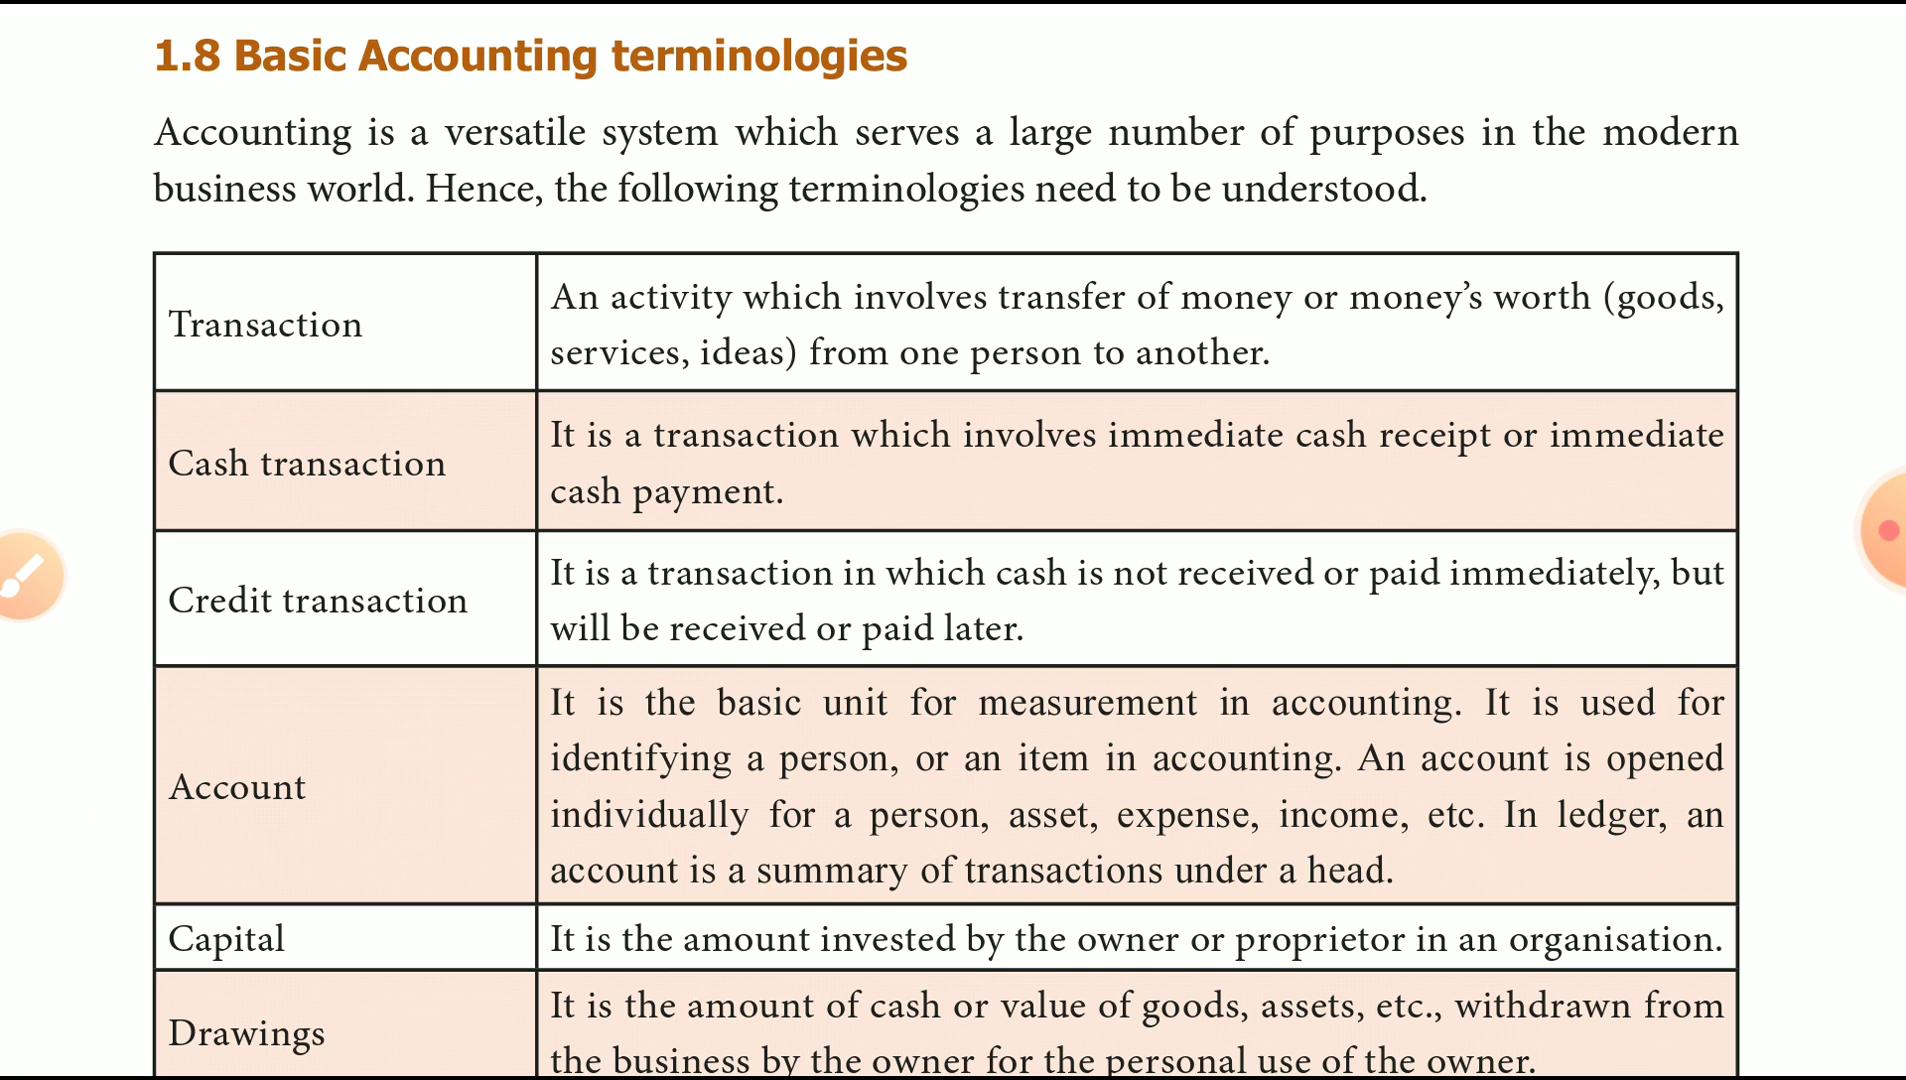 1.8 Basic Accounting terminologies
Accounting is a versatile system which serves a large number of purposes in the modern
business world. Hence, the following terminologies need to be understood.
Transaction
An activity which involves transfer of money or money’s worth (goods,
services, ideas) from one person to another.
Cash transaction
It is a transaction which involves immediate cash receipt or immediate
cash payment.
Credit transaction
It is a transaction in which cash is not received or paid immediately, but
will be received or paid later.
Account
It is the basic unit for measurement in accounting. It is used for
identifying a person, or an item in accounting. An account is opened
individually for a person, asset, expense, income, etc. In ledger, an
account is a summary of transactions under a head.
Capital
It is the amount invested by the owner or proprietor in an organisation.
Drawings
It is the amount of cash or value of goods, assets, etc., withdrawn from
the business by the owner for the personal use of the owner.